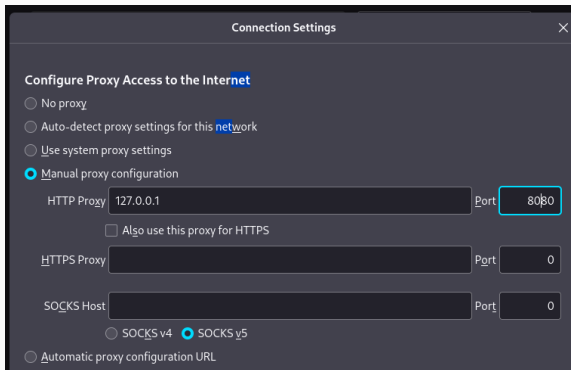 Connection Settings
Configure Proxy Access to the Internet
No proxy
Auto-detect proxy settings for this network
Use system proxy settings
Manual proxy configuration
HTTP Proxy 127.0.0.1 Port 8080
Also use this proxy for HTTPS
HTTPS Proxy Port 0
SOCKS Host Port 0
SOCKS v4 SOCKS v5
Automatic proxy configuration URL